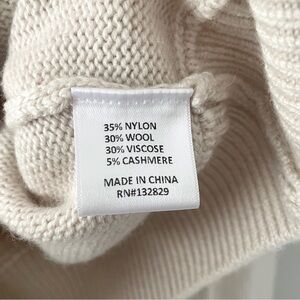 35% NYLON
30% WOOL
30% VISCOSE
5% CASHMERE
MADE IN CHINA
RN#132829